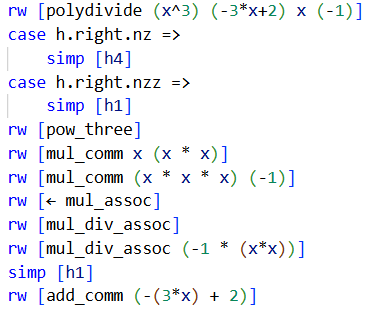 rw [polydivide (x^3) (-3*x+2) x (-1)]
case h.right.nz =>
    simp [h4]
case h.right.nzz =>
    simp [h1]
rw [pow_three]
rw [mul_comm x (x * x)]
rw [mul_comm (x * x * x) (-1)]
rw [← mul_assoc]
rw [mul_div_assoc]
rw [mul_div_assoc (-1 * (x*x))]
simp [h1]
rw [add_comm (-(3*x) + 2)]